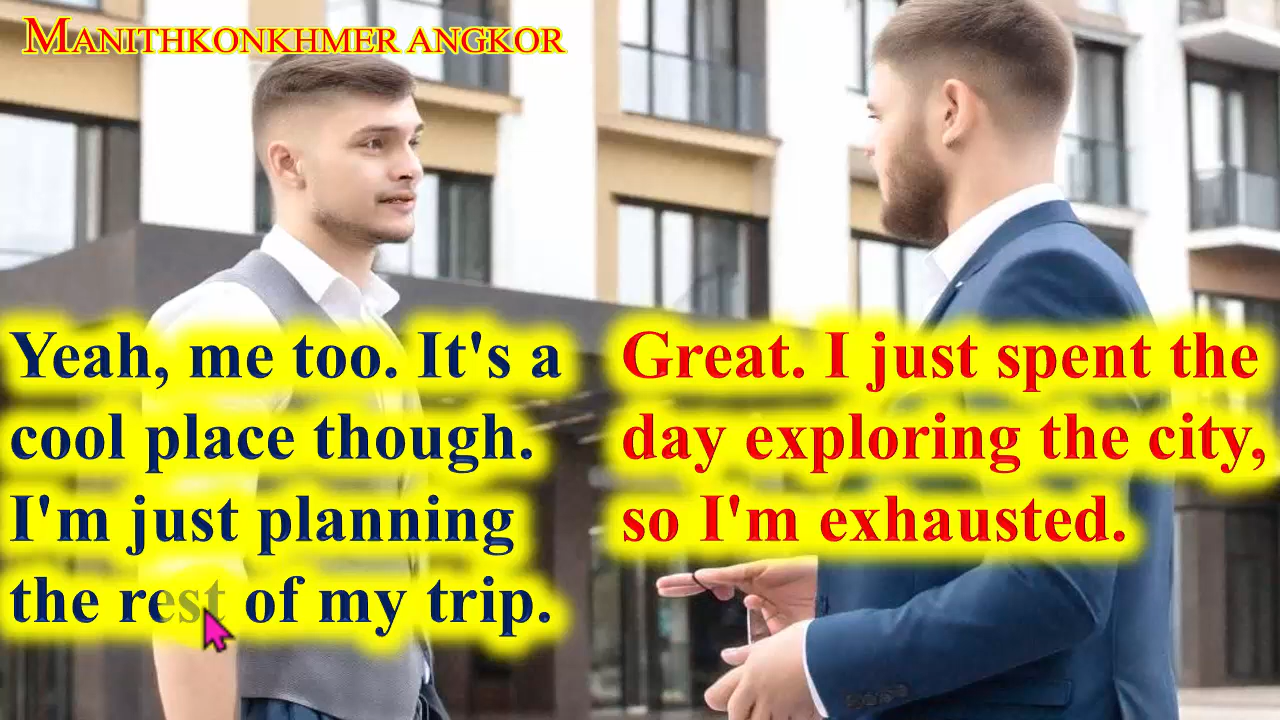 MANITHKONKHMER ANGKOR
Great. I just spent the
day exploring the city,
so I'm exhausted.
Yeah, me too. It's a
cool place though.
I'm just planning
the rest of my trip.